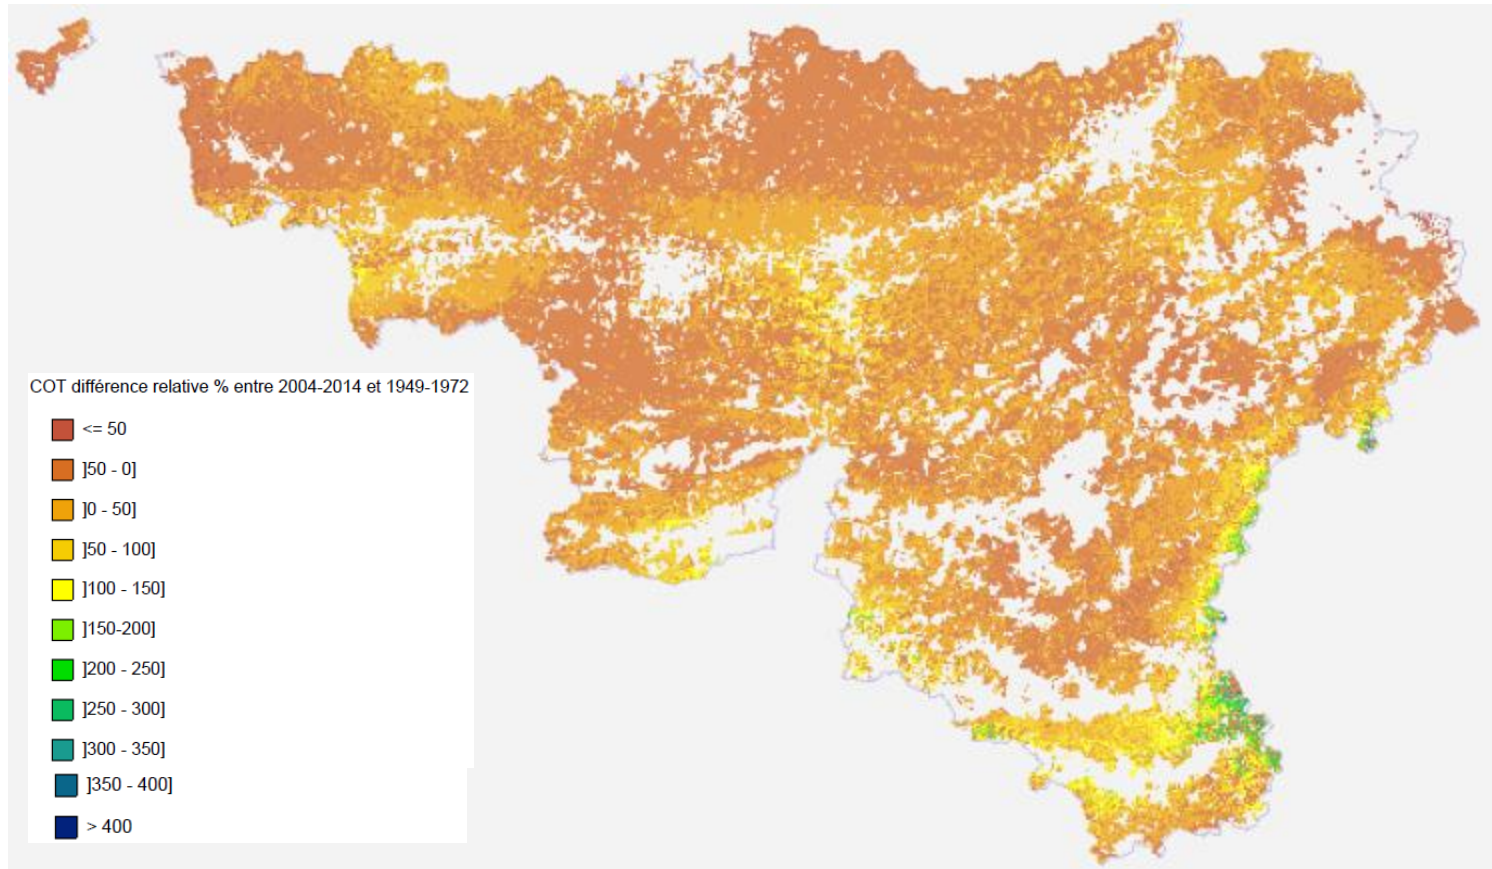 COT différence relative % entre 2004-2014 et 1949-1972
<= 50
]50 - 0]
]0 - 50]
]50 - 100]
]100 - 150]
]150-200]
]200 - 250]
]250 - 300]
]300 - 350]
]350 - 400]
> 400